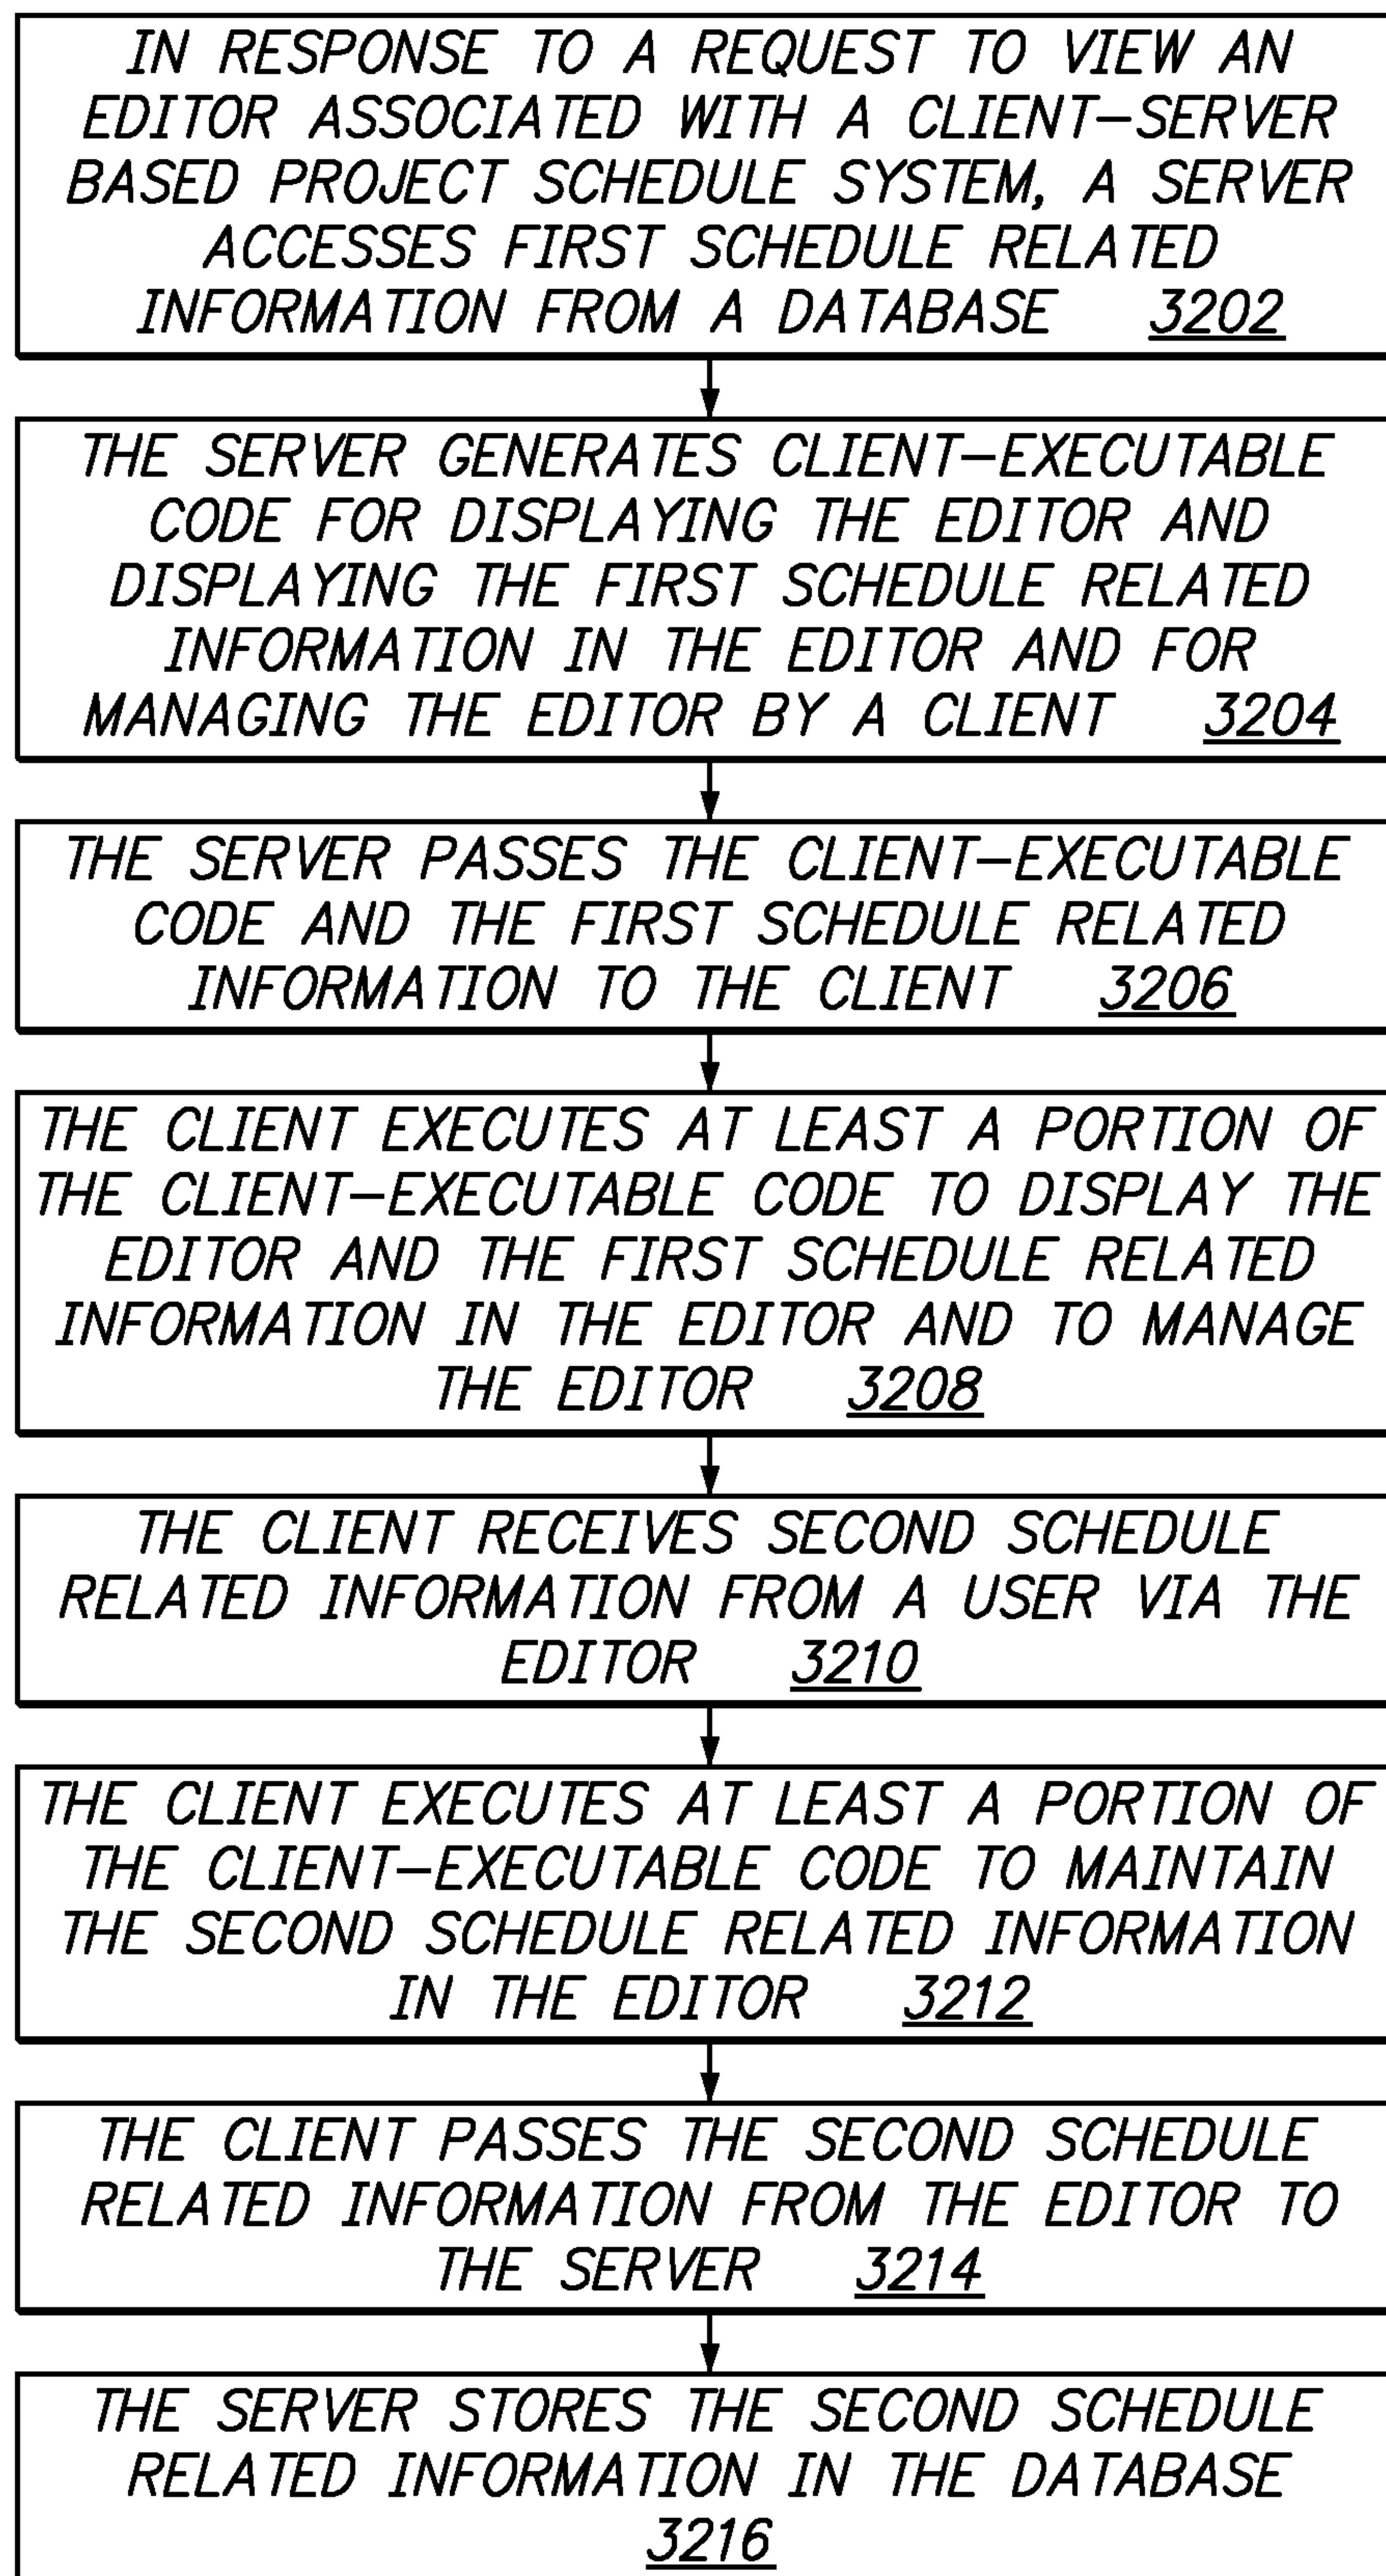 IN RESPONSE TO A REQUEST TO VIEW AN
EDITOR ASSOCIATED WITH A CLIENT-SERVER
BASED PROJECT SCHEDULE SYSTEM, A SERVER
ACCESSES FIRST SCHEDULE RELATED
INFORMATION FROM A DATABASE 3202
THE SERVER GENERATES CLIENT-EXECUTABLE
CODE FOR DISPLAYING THE EDITOR AND
DISPLAYING THE FIRST SCHEDULE RELATED
INFORMATION IN THE EDITOR AND FOR
MANAGING THE EDITOR BY A CLIENT 3204
THE SERVER PASSES THE CLIENT-EXECUTABLE
CODE AND THE FIRST SCHEDULE RELATED
INFORMATION TO THE CLIENT 3206
THE CLIENT EXECUTES AT LEAST A PORTION OF
THE CLIENT-EXECUTABLE CODE TO DISPLAY THE
EDITOR AND THE FIRST SCHEDULE RELATED
INFORMATION IN THE EDITOR AND TO MANAGE
THE EDITOR 3208
THE CLIENT RECEIVES SECOND SCHEDULE
RELATED INFORMATION FROM A USER VIA THE
EDITOR 3210
THE CLIENT EXECUTES AT LEAST A PORTION OF
THE CLIENT-EXECUTABLE CODE TO MAINTAIN
THE SECOND SCHEDULE RELATED INFORMATION
IN THE EDITOR 3212
THE CLIENT PASSES THE SECOND SCHEDULE
RELATED INFORMATION FROM THE EDITOR TO
THE SERVER 3214
THE SERVER STORES THE SECOND SCHEDULE
RELATED INFORMATION IN THE DATABASE
3216